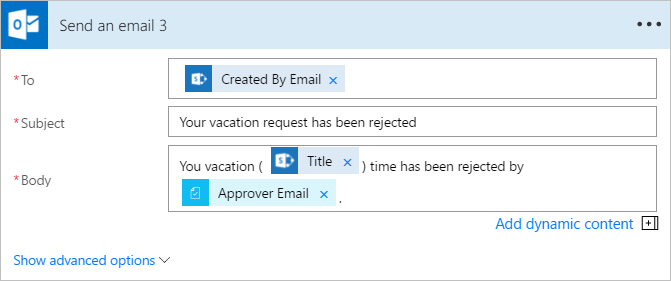 Send an email 3
* To
Created By Email ×
* Subject
Your vacation request has been rejected
* Body
You vacation ( Title × ) time has been rejected by
Approver Email × .
Add dynamic content
Show advanced options